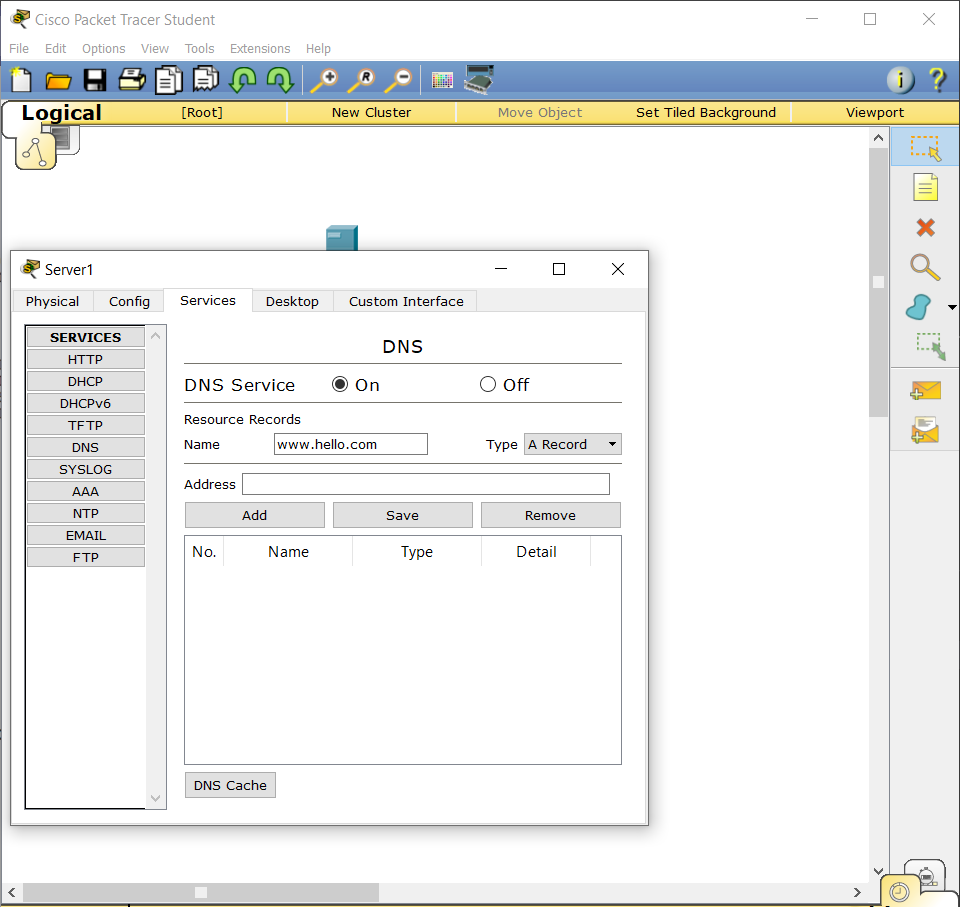 Cisco Packet Tracer Student
File Edit Options View Tools Extensions Help
Logical [Root] New Cluster Move Object Set Tiled Background Viewport
Server1
Physical Config Services Desktop Custom Interface
SERVICES
HTTP
DHCP
DHCPv6
TFTP
DNS
SYSLOG
AAA
NTP
EMAIL
FTP
DNS
DNS Service On Off
Resource Records
Name www.hello.com Type A Record
Address
Add Save Remove
No. Name Type Detail
DNS Cache